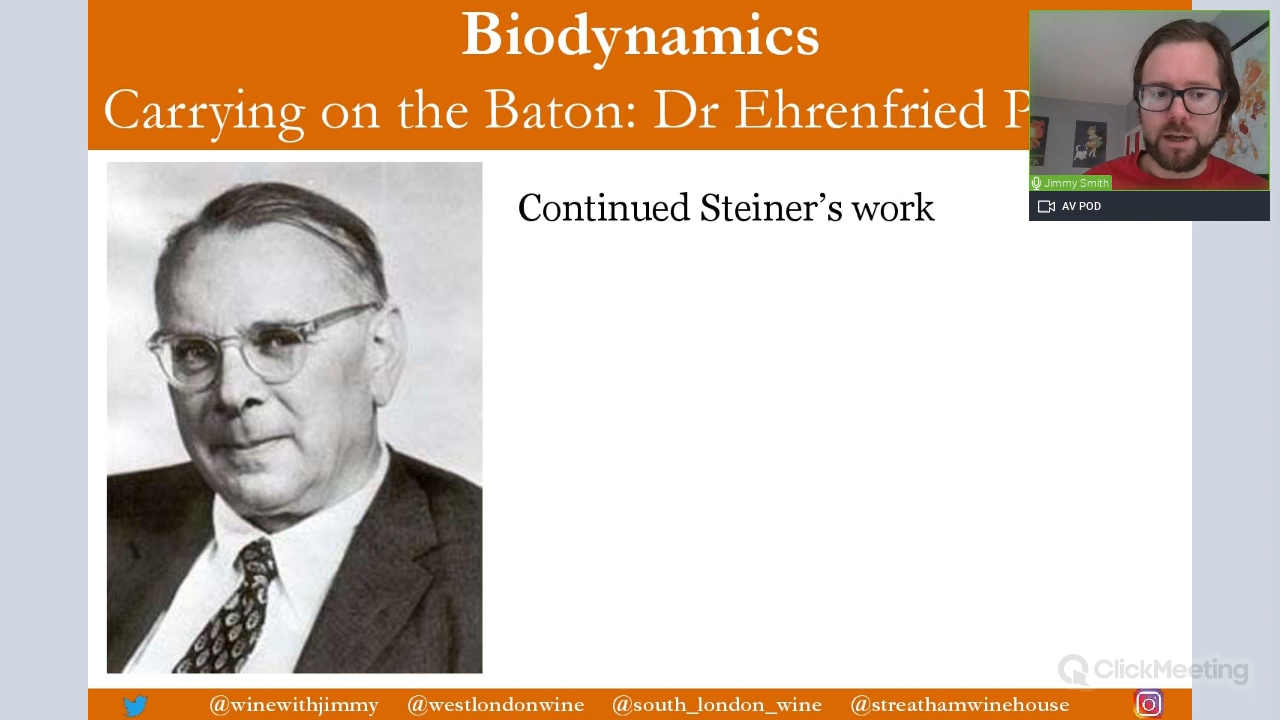 Biodynamics
Carrying on the Baton: Dr Ehrenfried P
Jimmy Smith
AV POD
Continued Steiner's work
ClickMeeting
@winewithjimmy @westlondonwine @south_london_wine @streathamwinehouse